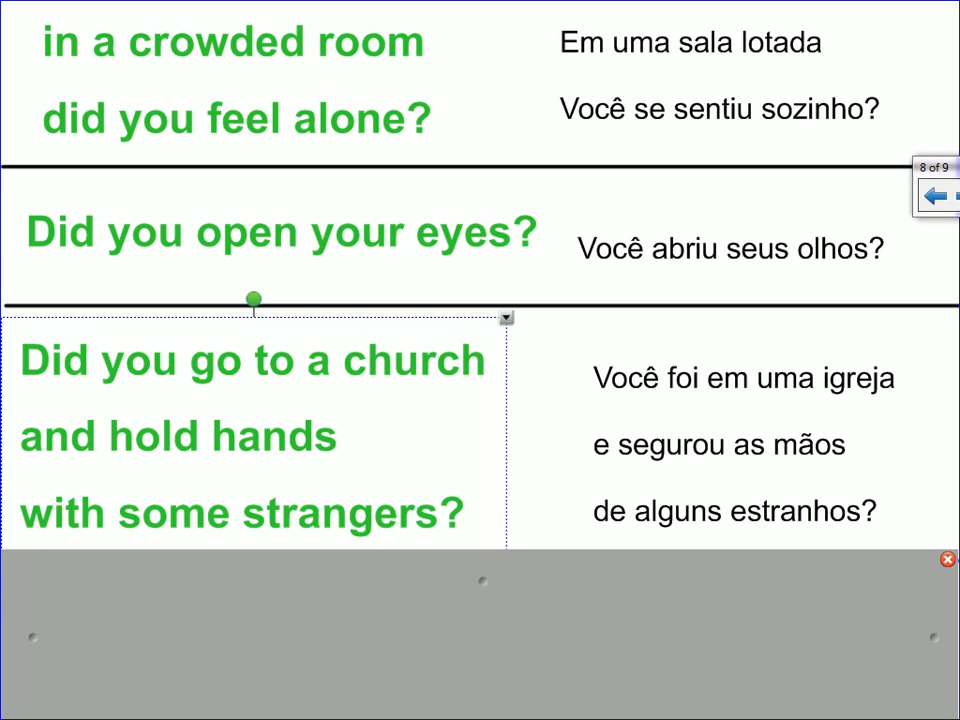 in a crowded room
did you feel alone?
Em uma sala lotada
Você se sentiu sozinho?
8 of 9
Did you open your eyes?
Você abriu seus olhos?
Did you go to a church
and hold hands
with some strangers?
Você foi em uma igreja
e segurou as mãos
de alguns estranhos?